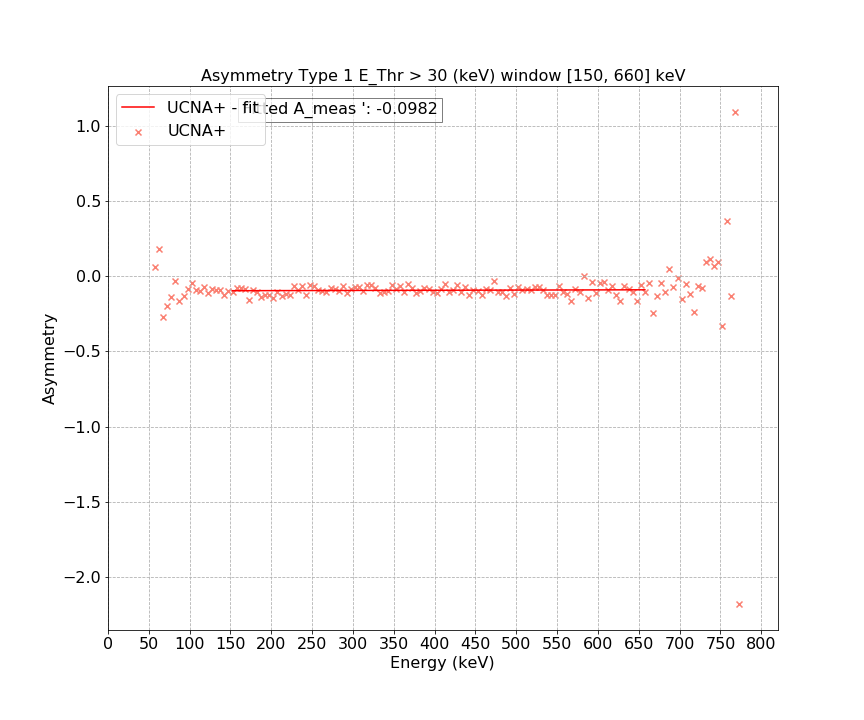 Asymmetry Type 1 E_Thr > 30 (keV) window [150, 660] keV
UCNA+ - fit
tted A_meas ': -0.0982
UCNA+
Asymmetry
1.0
0.5
0.0
−0.5
−1.0
−1.5
−2.0
0 50 100 150 200 250 300 350 400 450 500 550 600 650 700 750 800
Energy (keV)